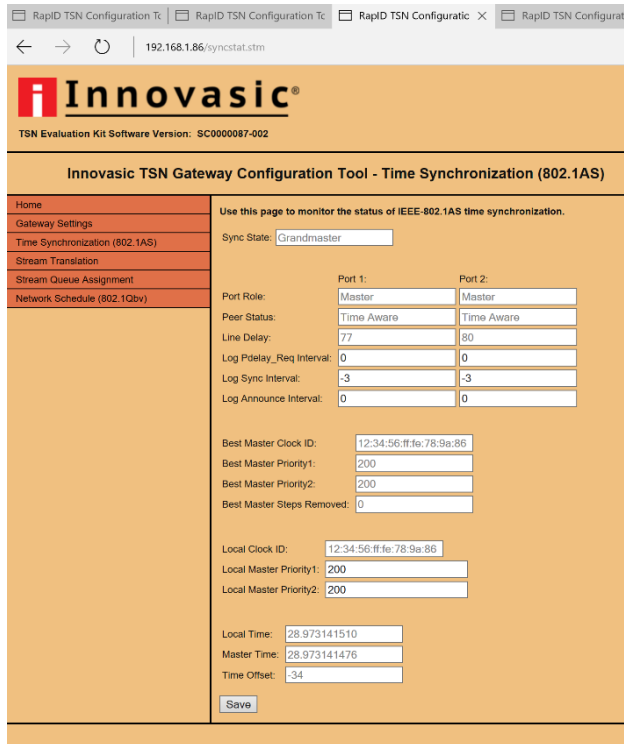 RapID TSN Configuration Tc RapID TSN Configuration Tc RapID TSN Configuratic RapID TSN Configurat
192.168.1.86/syncstat.stm
i Innovasic®
TSN Evaluation Kit Software Version: SC0000087-002
Innovasic TSN Gateway Configuration Tool - Time Synchronization (802.1AS)
Home
Gateway Settings
Time Synchronization (802.1AS)
Stream Translation
Stream Queue Assignment
Network Schedule (802.1Qbv)
Use this page to monitor the status of IEEE-802.1AS time synchronization.
Sync State: Grandmaster
Port 1: Port 2:
Port Role: Master Master
Peer Status: Time Aware Time Aware
Line Delay: 77 80
Log Pdelay_Req Interval: 0 0
Log Sync Interval: -3 -3
Log Announce Interval: 0 0
Best Master Clock ID: 12:34:56:ff:fe:78:9a:86
Best Master Priority1: 200
Best Master Priority2: 200
Best Master Steps Removed: 0
Local Clock ID: 12:34:56:ff:fe:78:9a:86
Local Master Priority1: 200
Local Master Priority2: 200
Local Time: 28.973141510
Master Time: 28.973141476
Time Offset: -34
Save